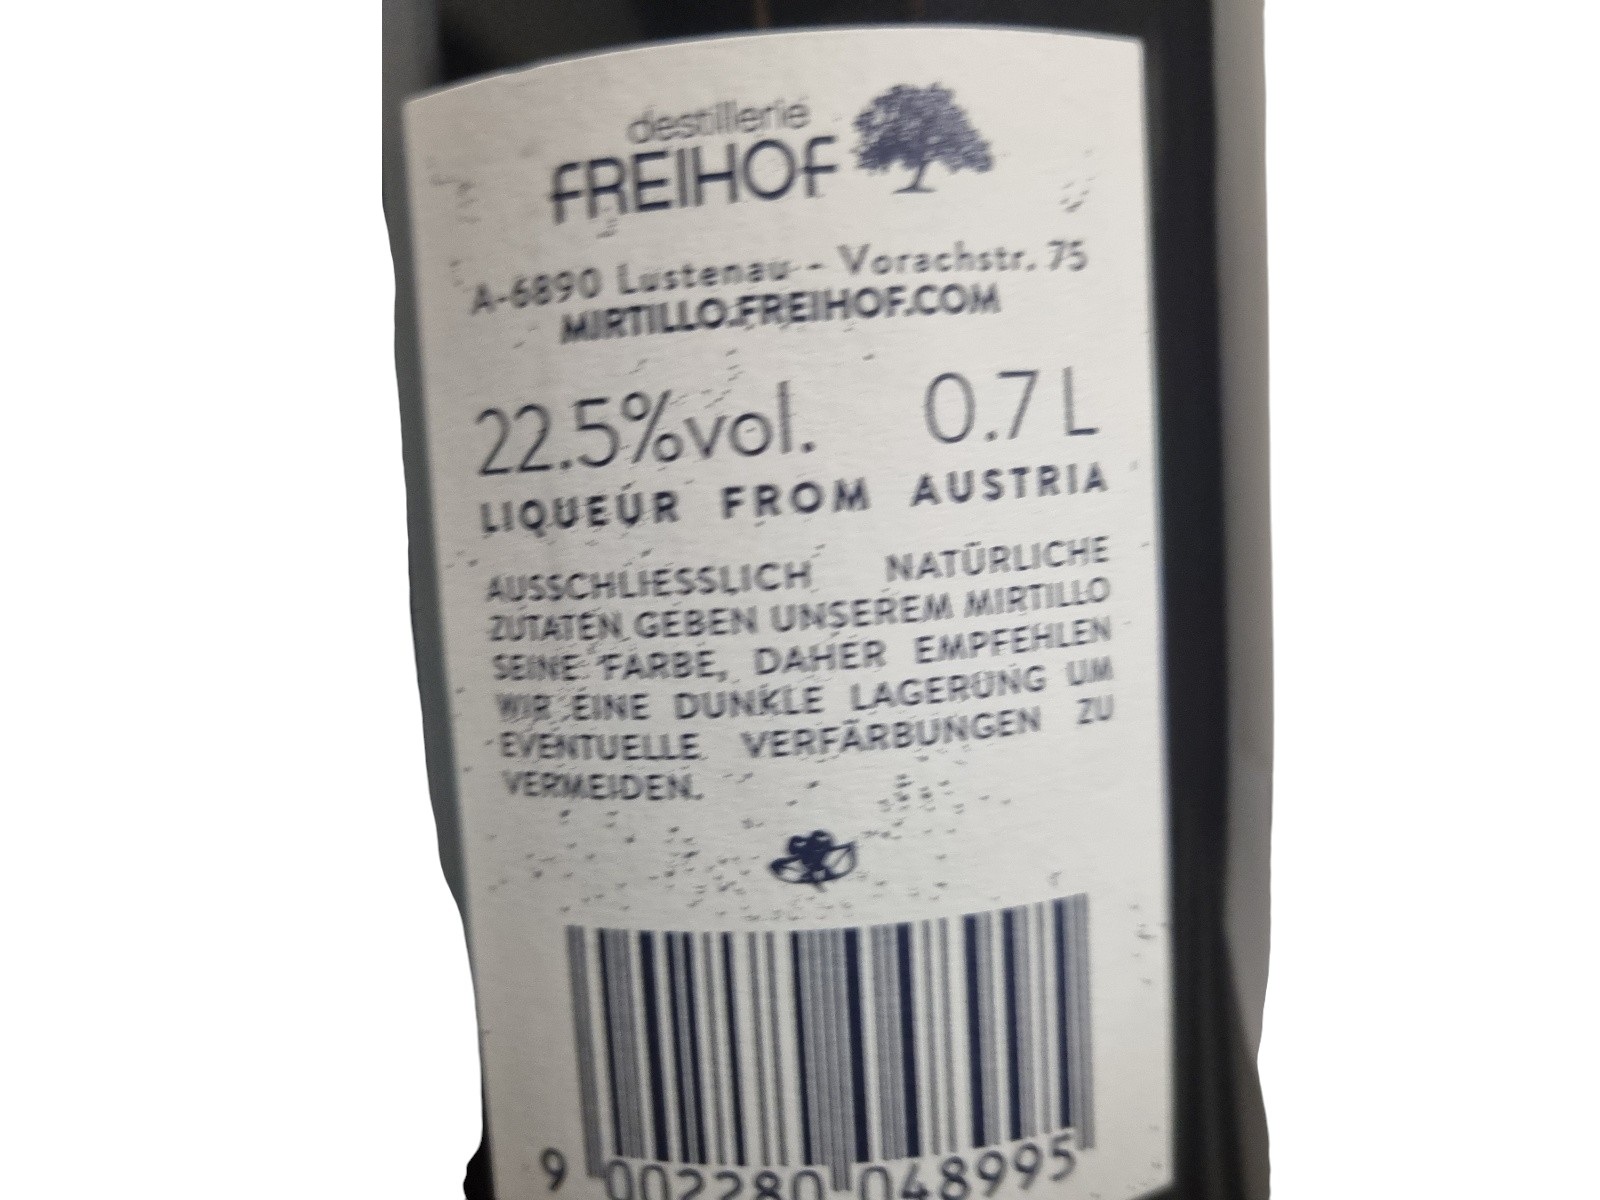 destillerie
FREIHOF
A-6890 Lustenau - Vorachstr. 75
MIRTILLO.FREIHOF.COM
22.5%vol. 0.7 L
LIQUEUR FROM AUSTRIA
AUSSCHLIESSLICH NATÜRLICHE
ZUTATEN GEBEN UNSEREM MIRTILLO
SEINE FARBE, DAHER EMPFEHLEN
WIR EINE DUNKLE LAGERUNG UM
EVENTUELLE VERFÄRBUNGEN ZU
VERMEIDEN.
9 002280 048995